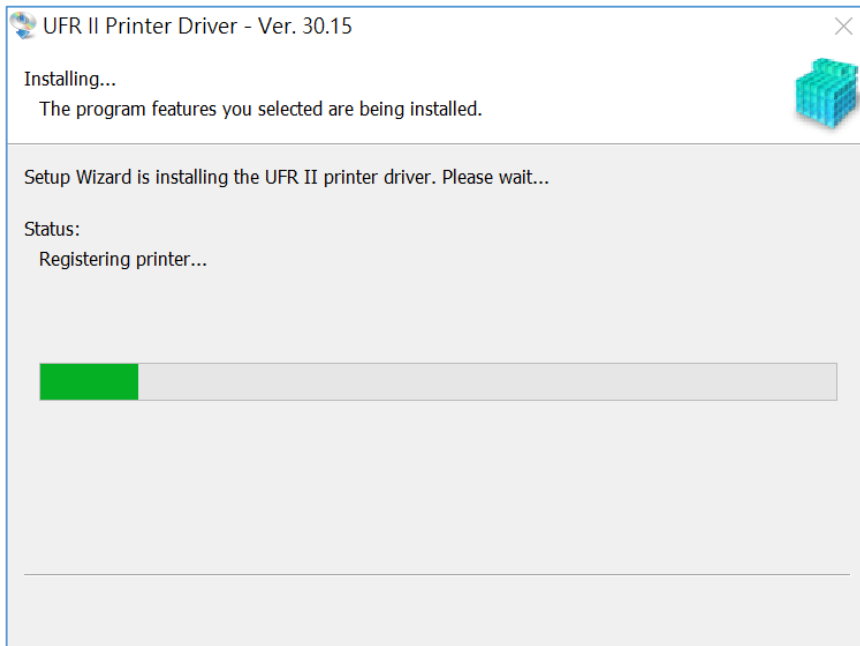 UFR II Printer Driver - Ver. 30.15
Installing...
The program features you selected are being installed.
Setup Wizard is installing the UFR II printer driver. Please wait...
Status:
Registering printer...